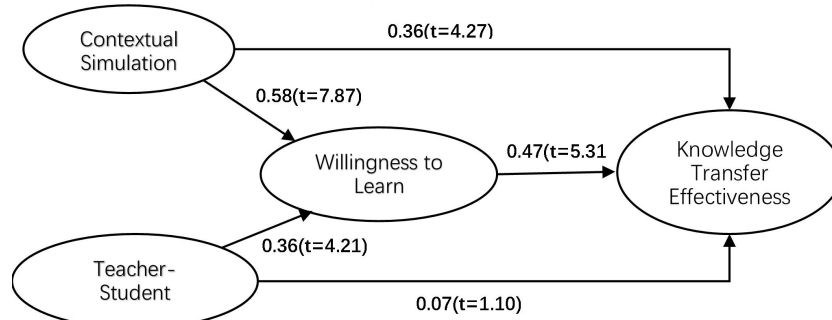 0.36(t=4.27)
Contextual
Simulation
0.58(t=7.87)
Willingness to
Learn
0.47(t=5.31
Knowledge
Transfer
Effectiveness
0.36(t=4.21)
Teacher-
Student
0.07(t=1.10)